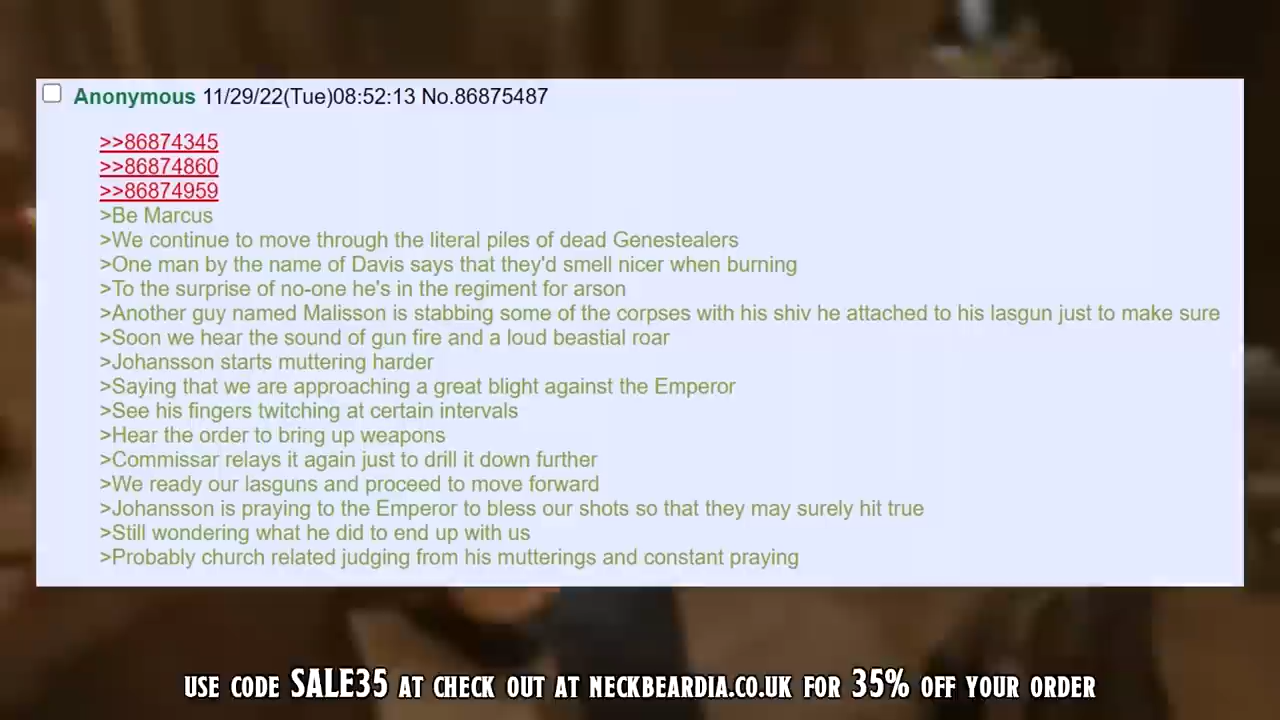 Anonymous 11/29/22(Tue)08:52:13 No.86875487
>>86874345
>>86874860
>>86874959
>Be Marcus
>We continue to move through the literal piles of dead Genestealers
>One man by the name of Davis says that they'd smell nicer when burning
>To the surprise of no-one he's in the regiment for arson
>Another guy named Malisson is stabbing some of the corpses with his shiv he attached to his lasgun just to make sure
>Soon we hear the sound of gun fire and a loud beastial roar
>Johansson starts muttering harder
>Saying that we are approaching a great blight against the Emperor
>See his fingers twitching at certain intervals
>Hear the order to bring up weapons
>Commissar relays it again just to drill it down further
>We ready our lasguns and proceed to move forward
>Johansson is praying to the Emperor to bless our shots so that they may surely hit true
>Still wondering what he did to end up with us
>Probably church related judging from his mutterings and constant praying
USE CODE SALE35 AT CHECK OUT AT NECKBEARDIA.CO.UK FOR 35% OFF YOUR ORDER